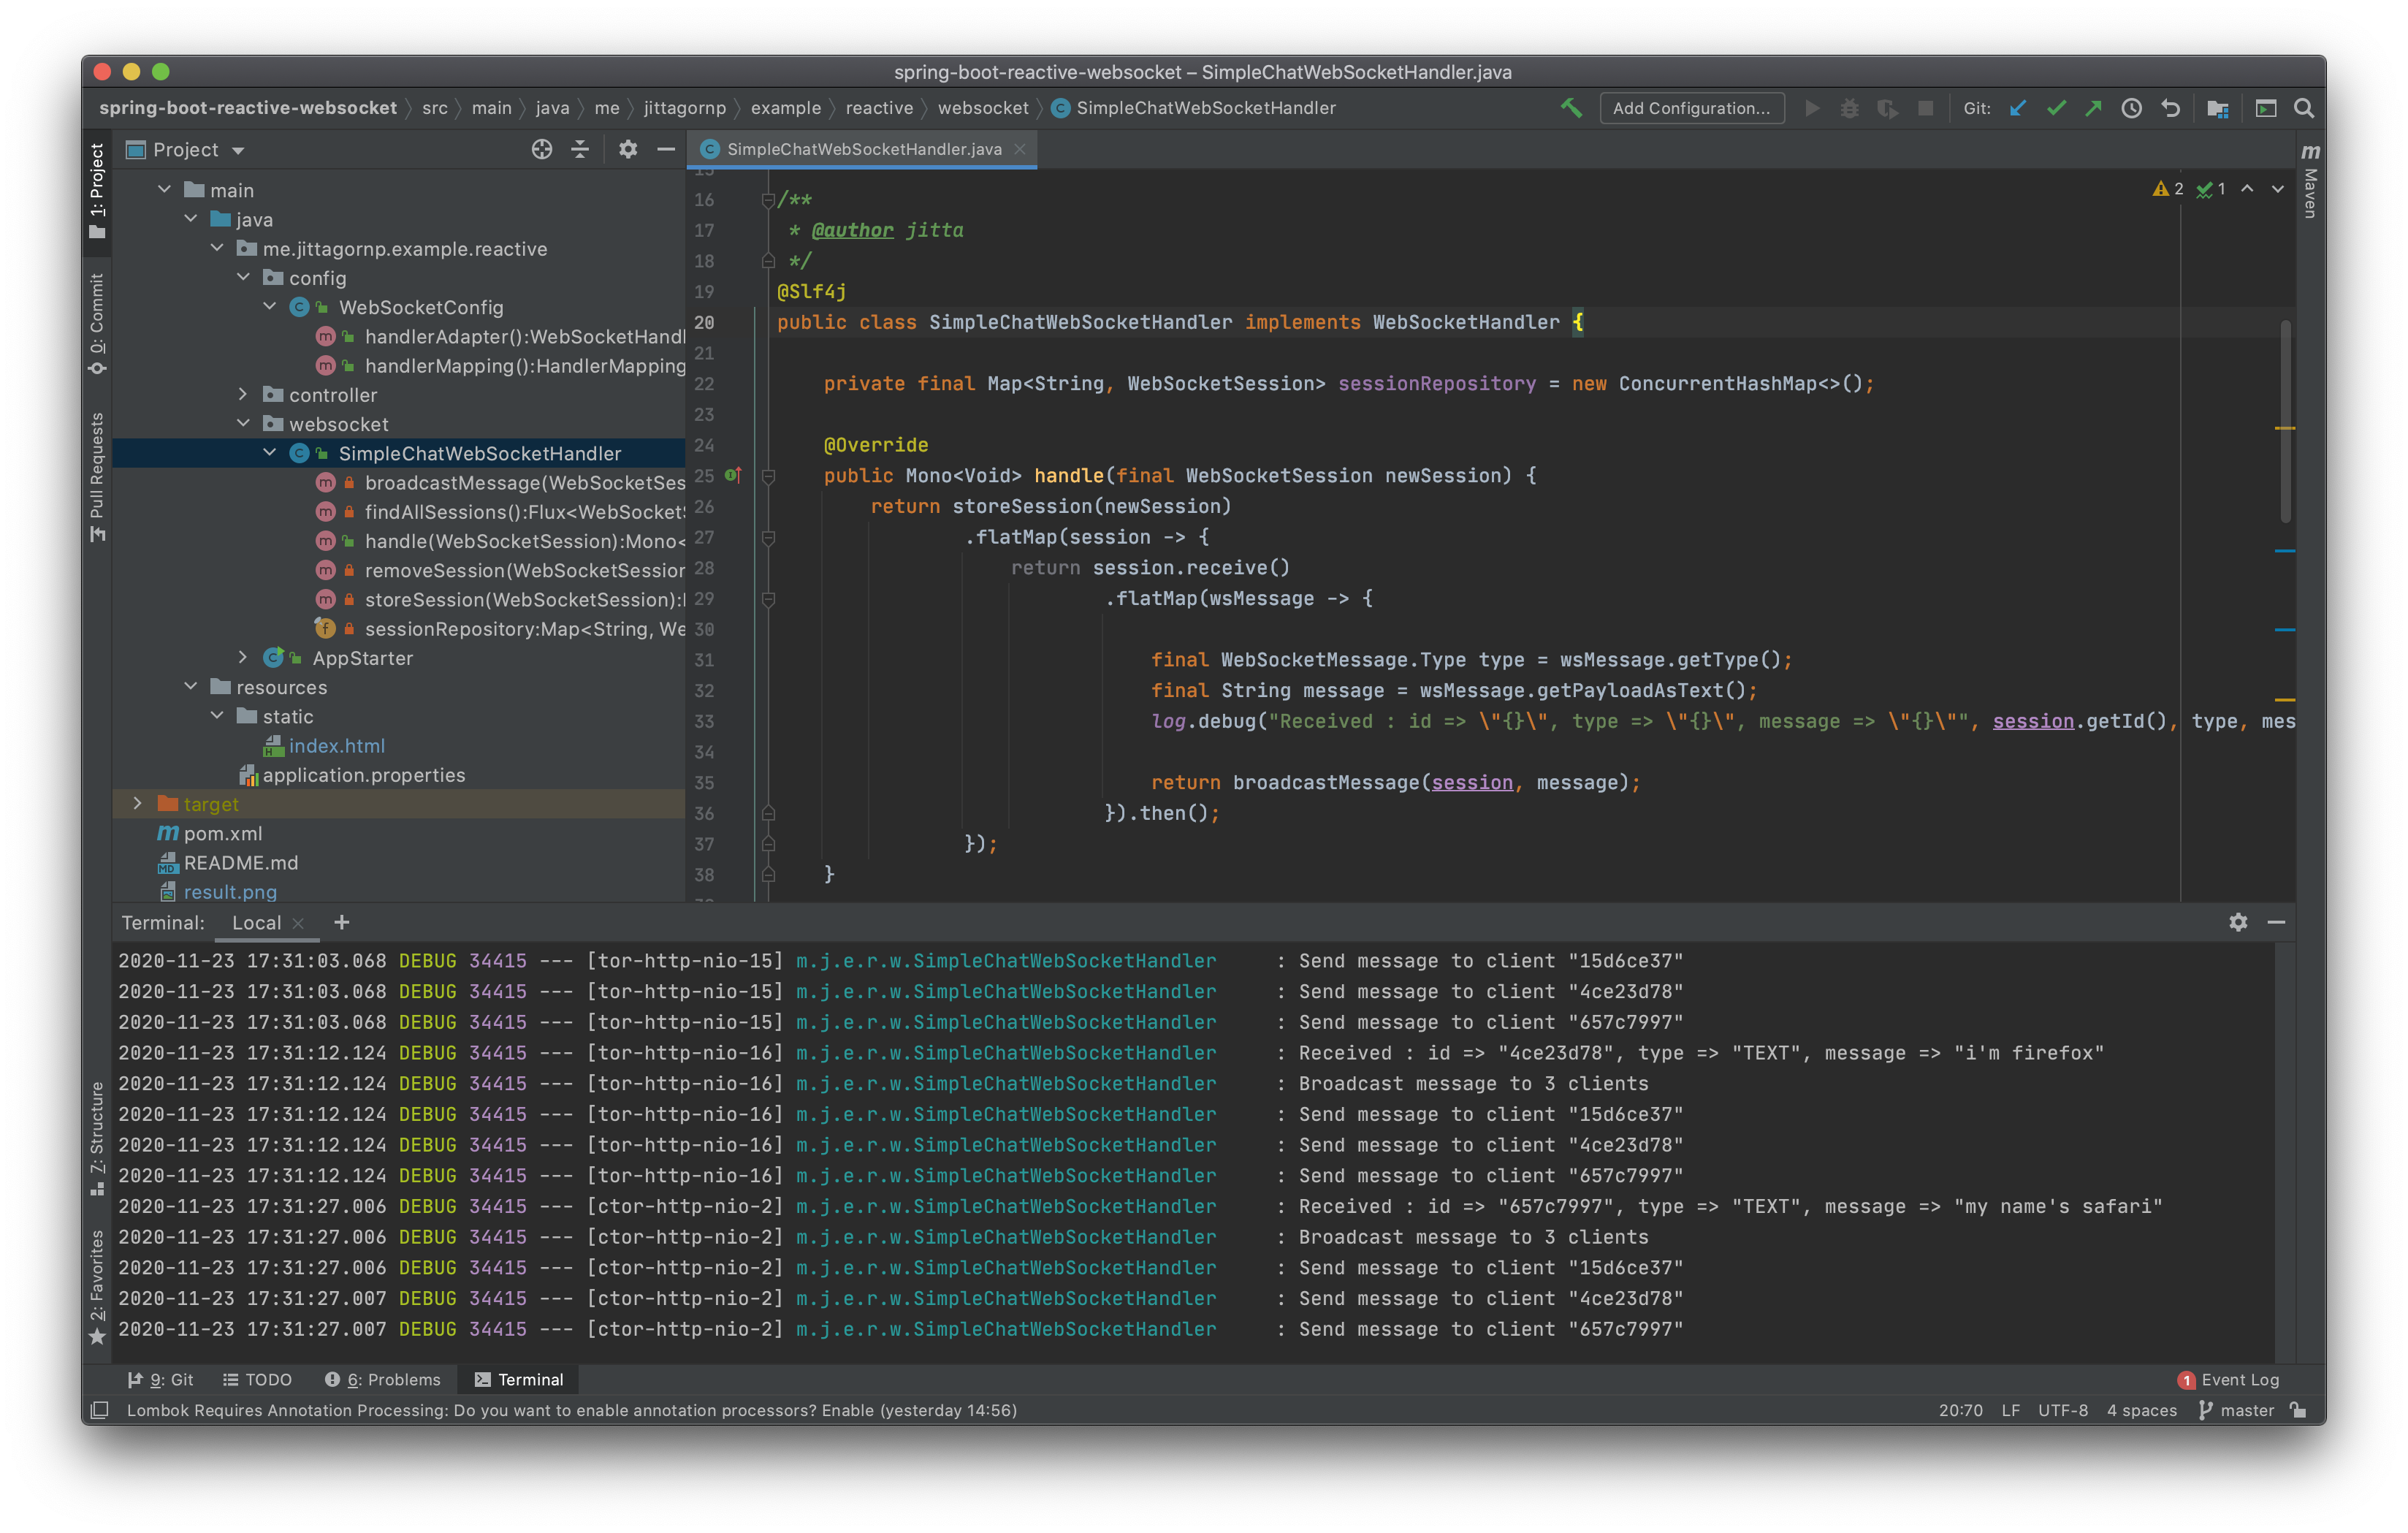 spring-boot-reactive-websocket – SimpleChatWebSocketHandler.java
spring-boot-reactive-websocket src main java me jittagornp example reactive websocket SimpleChatWebSocketHandler Add Configuration... Git:
1: Project
0: Commit
Pull Requests
7: Structure
2: Favorites
Project
main
java
me.jittagornp.example.reactive
config
WebSocketConfig
handlerAdapter():WebSocketHandl
handlerMapping():HandlerMapping
controller
websocket
SimpleChatWebSocketHandler
broadcastMessage(WebSocketSes
findAllSessions():Flux<WebSocketS
handle(WebSocketSession):Mono<
removeSession(WebSocketSession
storeSession(WebSocketSession):
sessionRepository:Map<String, We
AppStarter
resources
static
index.html
application.properties
target
pom.xml
README.md
result.png
SimpleChatWebSocketHandler.java
2 1
Maven
16 /**
17 * @author jitta
18 */
19 @Slf4j
20 public class SimpleChatWebSocketHandler implements WebSocketHandler {
21
22 private final Map<String, WebSocketSession> sessionRepository = new ConcurrentHashMap<>();
23
24 @Override
25 public Mono<Void> handle(final WebSocketSession newSession) {
26 return storeSession(newSession)
27 .flatMap(session -> {
28 return session.receive()
29 .flatMap(wsMessage -> {
30
31 final WebSocketMessage.Type type = wsMessage.getType();
32 final String message = wsMessage.getPayloadAsText();
33 log.debug("Received : id => \"{}\", type => \"{}\", message => \"{}\"", session.getId(), type, mes
34
35 return broadcastMessage(session, message);
36 }).then();
37 });
38 }
Terminal: Local +
2020-11-23 17:31:03.068 DEBUG 34415 --- [tor-http-nio-15] m.j.e.r.w.SimpleChatWebSocketHandler : Send message to client "15d6ce37"
2020-11-23 17:31:03.068 DEBUG 34415 --- [tor-http-nio-15] m.j.e.r.w.SimpleChatWebSocketHandler : Send message to client "4ce23d78"
2020-11-23 17:31:03.068 DEBUG 34415 --- [tor-http-nio-15] m.j.e.r.w.SimpleChatWebSocketHandler : Send message to client "657c7997"
2020-11-23 17:31:12.124 DEBUG 34415 --- [tor-http-nio-16] m.j.e.r.w.SimpleChatWebSocketHandler : Received : id => "4ce23d78", type => "TEXT", message => "i'm firefox"
2020-11-23 17:31:12.124 DEBUG 34415 --- [tor-http-nio-16] m.j.e.r.w.SimpleChatWebSocketHandler : Broadcast message to 3 clients
2020-11-23 17:31:12.124 DEBUG 34415 --- [tor-http-nio-16] m.j.e.r.w.SimpleChatWebSocketHandler : Send message to client "15d6ce37"
2020-11-23 17:31:12.124 DEBUG 34415 --- [tor-http-nio-16] m.j.e.r.w.SimpleChatWebSocketHandler : Send message to client "4ce23d78"
2020-11-23 17:31:12.124 DEBUG 34415 --- [tor-http-nio-16] m.j.e.r.w.SimpleChatWebSocketHandler : Send message to client "657c7997"
2020-11-23 17:31:27.006 DEBUG 34415 --- [ctor-http-nio-2] m.j.e.r.w.SimpleChatWebSocketHandler : Received : id => "657c7997", type => "TEXT", message => "my name's safari"
2020-11-23 17:31:27.006 DEBUG 34415 --- [ctor-http-nio-2] m.j.e.r.w.SimpleChatWebSocketHandler : Broadcast message to 3 clients
2020-11-23 17:31:27.006 DEBUG 34415 --- [ctor-http-nio-2] m.j.e.r.w.SimpleChatWebSocketHandler : Send message to client "15d6ce37"
2020-11-23 17:31:27.007 DEBUG 34415 --- [ctor-http-nio-2] m.j.e.r.w.SimpleChatWebSocketHandler : Send message to client "4ce23d78"
2020-11-23 17:31:27.007 DEBUG 34415 --- [ctor-http-nio-2] m.j.e.r.w.SimpleChatWebSocketHandler : Send message to client "657c7997"
9: Git TODO 6: Problems Terminal 1 Event Log
Lombok Requires Annotation Processing: Do you want to enable annotation processors? Enable (yesterday 14:56) 20:70 LF UTF-8 4 spaces master